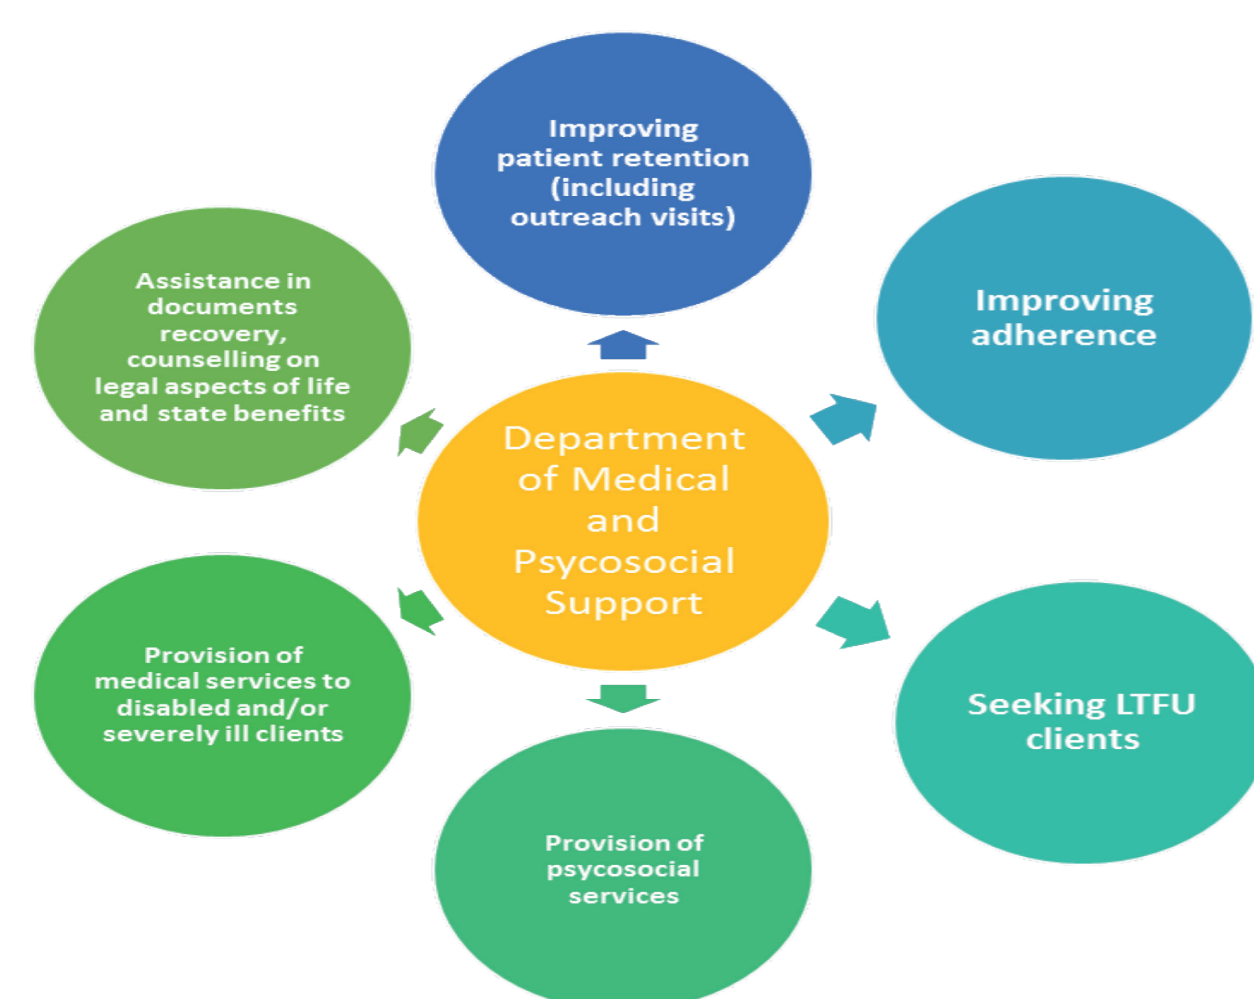 Improving
patient retention
(including
outreach visits)
Improving
adherence
Assistance in
documents
recovery,
counselling on
legal aspects of life
and state benefits
Department
of Medical
and
Psycosocial
Support
Provision of
medical services to
disabled and/or
severely ill clients
Seeking LTFU
clients
Provision of
psycosocial
services